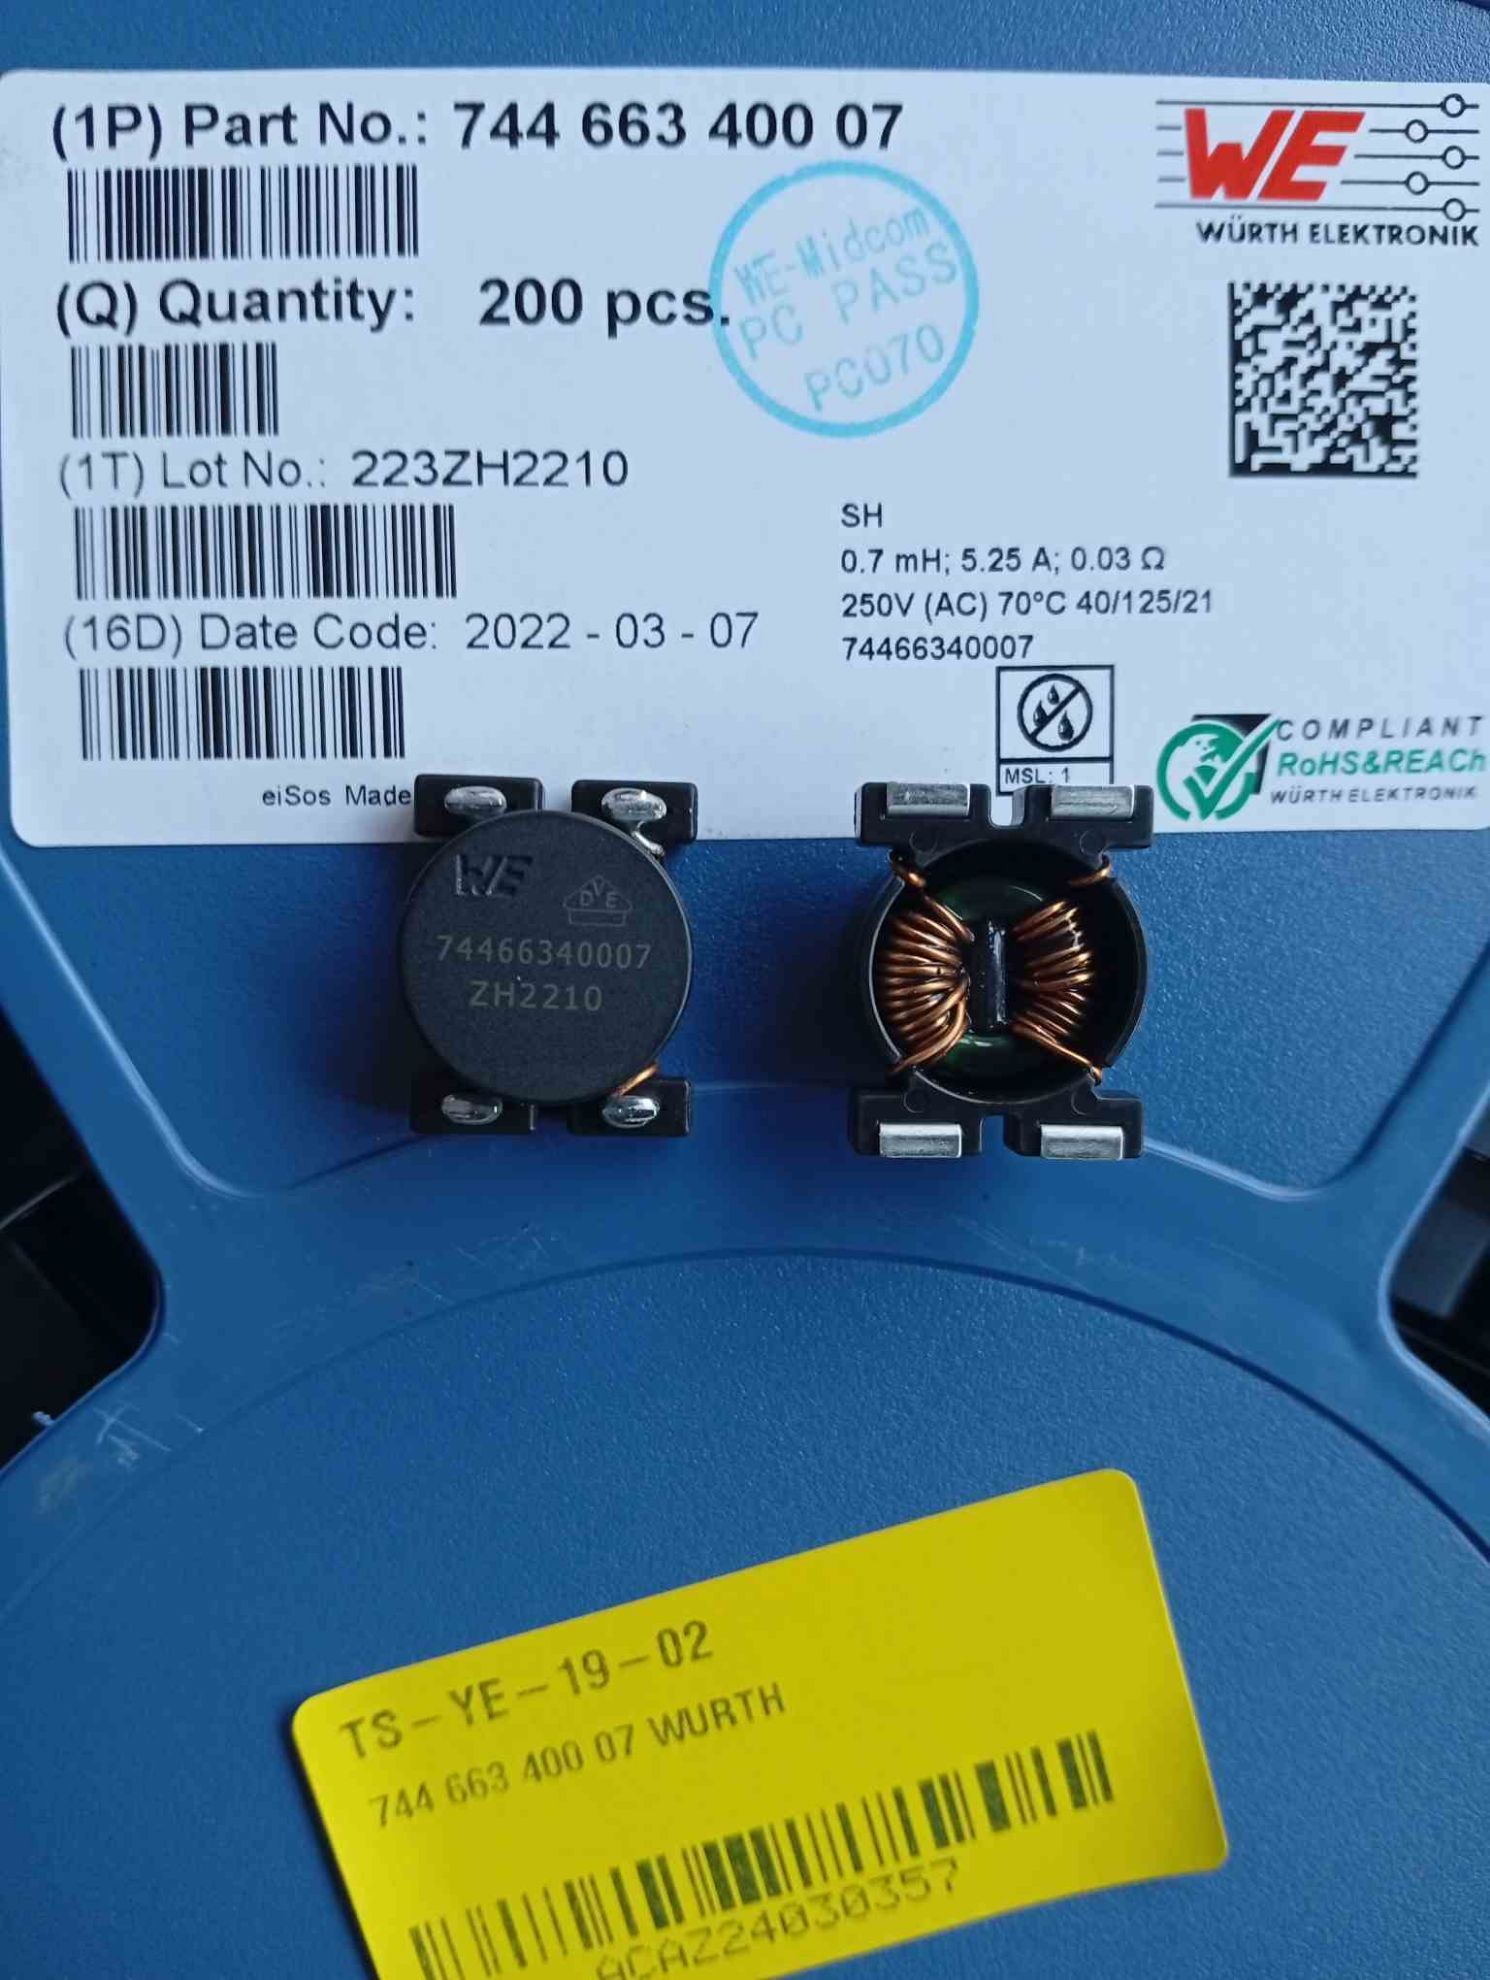 (1P) Part No.: 744 663 400 07
WE
WÜRTH ELEKTRONIK
WE-Midcom
PC PASS
PC070
(Q) Quantity: 200 pcs.
(1T) Lot No.: 223ZH2210
SH
0.7 mH; 5.25 A; 0.03 Ω
250V (AC) 70°C 40/125/21
74466340007
(16D) Date Code: 2022 - 03 - 07
MSL: 1
COMPLIANT
RoHS&REACh
WÜRTH ELEKTRONIK
eiSos Made
WE
DVE
74466340007
ZH2210
TS-YE-19-02
744 663 400 07 WURTH
ACAZ24030357